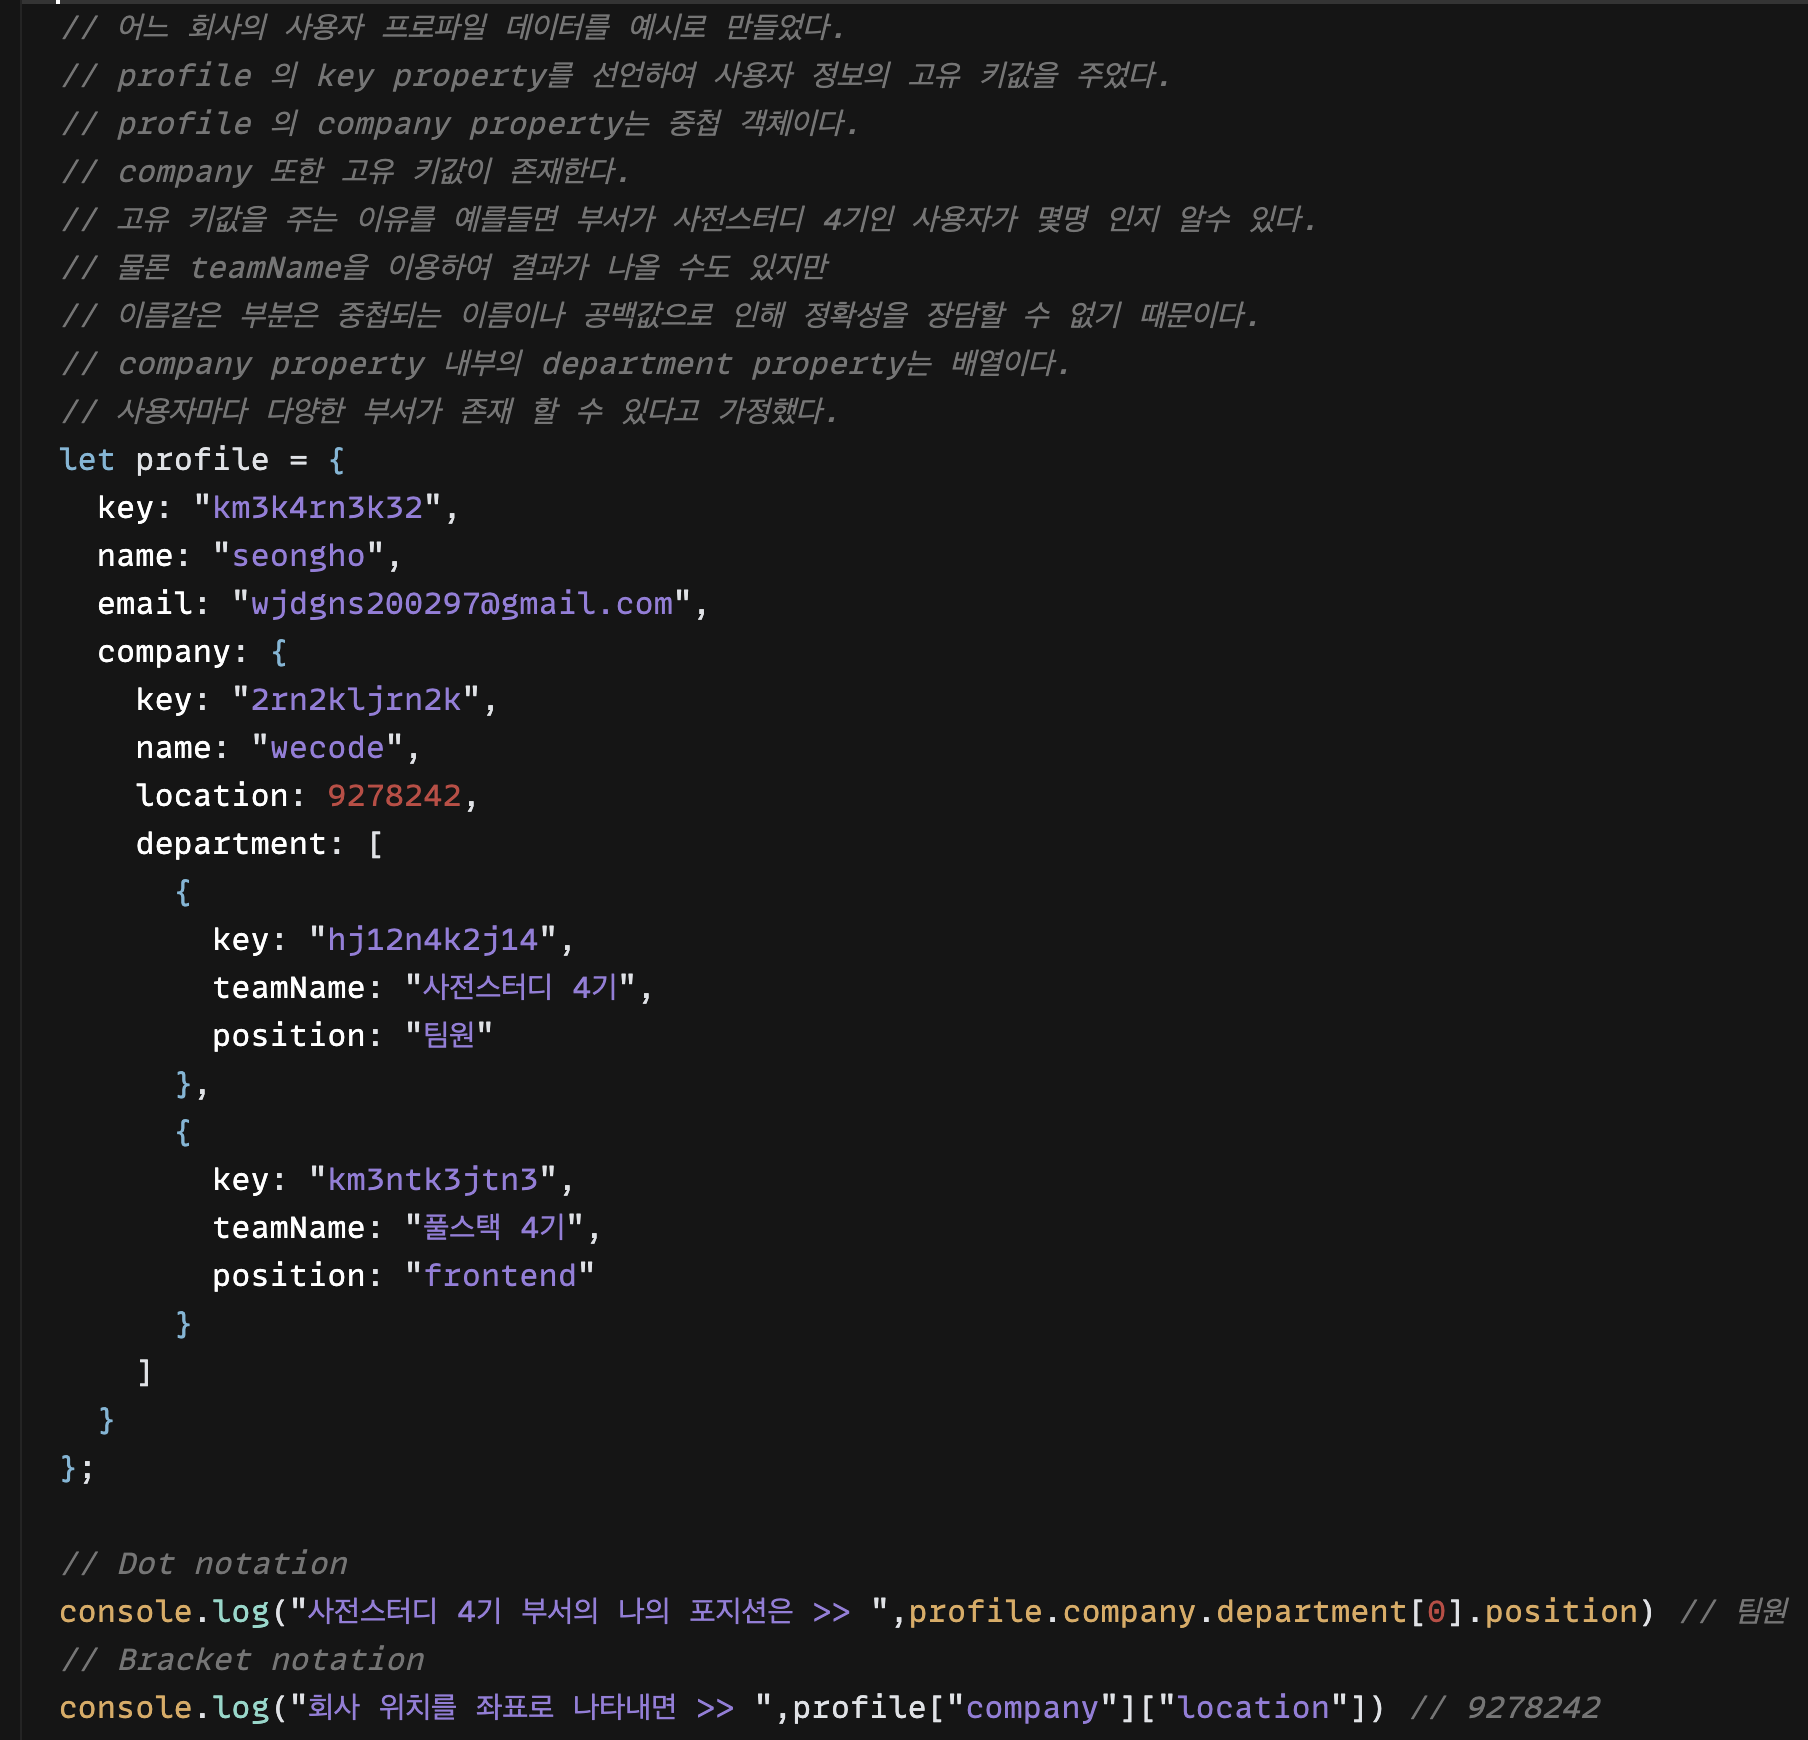 // 어느 회사의 사용자 프로파일 데이터를 예시로 만들었다.
// profile 의 key property를 선언하여 사용자 정보의 고유 키값을 주었다.
// profile 의 company property는 중첩 객체이다.
// company 또한 고유 키값이 존재한다.
// 고유 키값을 주는 이유를 예를들면 부서가 사전스터디 4기인 사용자가 몇명 인지 알수 있다.
// 물론 teamName을 이용하여 결과가 나올 수도 있지만
// 이름같은 부분은 중첩되는 이름이나 공백값으로 인해 정확성을 장담할 수 없기 때문이다.
// company property 내부의 department property는 배열이다.
// 사용자마다 다양한 부서가 존재 할 수 있다고 가정했다.
let profile = {
  key: "km3k4rn3k32",
  name: "seongho",
  email: "wjdgns200297@gmail.com",
  company: {
    key: "2rn2kljrn2k",
    name: "wecode",
    location: 9278242,
    department: [
      {
        key: "hj12n4k2j14",
        teamName: "사전스터디 4기",
        position: "팀원"
      },
      {
        key: "km3ntk3jtn3",
        teamName: "풀스택 4기",
        position: "frontend"
      }
    ]
  }
};

// Dot notation
console.log("사전스터디 4기 부서의 나의 포지션은 >> ",profile.company.department[0].position) // 팀원
// Bracket notation
console.log("회사 위치를 좌표로 나타내면 >> ",profile["company"]["location"]) // 9278242